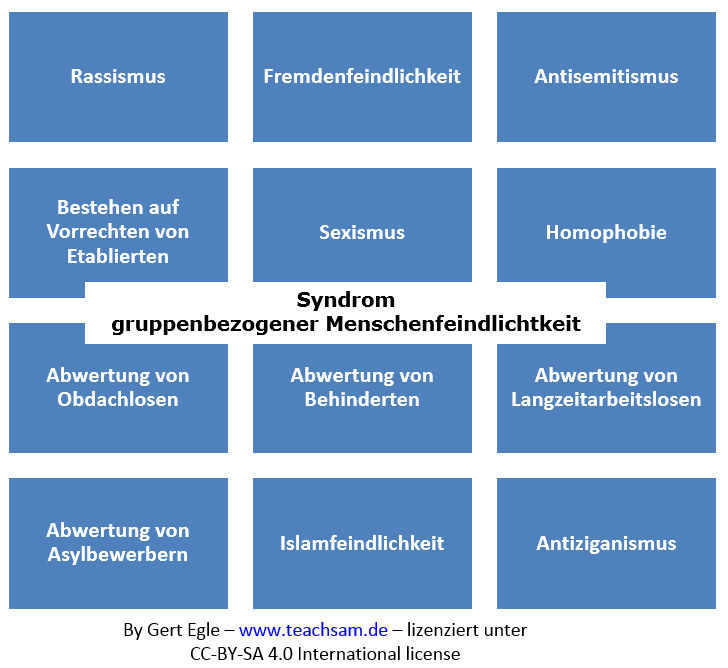 Rassismus
Fremdenfeindlichkeit
Antisemitismus
Bestehen auf
Vorrechten von
Etablierten
Sexismus
Homophobie
Syndrom
gruppenbezogener Menschenfeindlichtkeit
Abwertung von
Obdachlosen
Abwertung von
Behinderten
Abwertung von
Langzeitarbeitslosen
Abwertung von
Asylbewerbern
Islamfeindlichkeit
Antiziganismus
By Gert Egle – www.teachsam.de – lizenziert unter
CC-BY-SA 4.0 International license